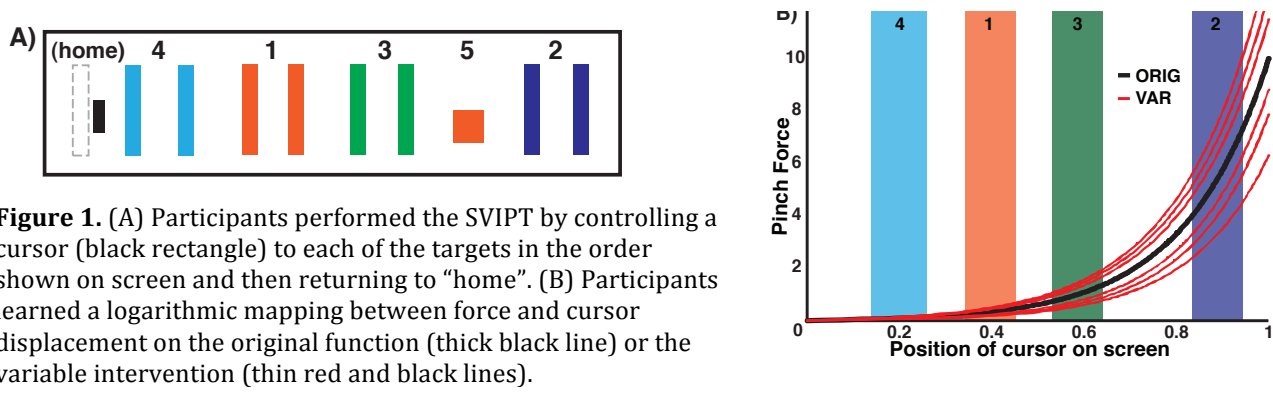 A)
(home) 4 1 3 5 2
Figure 1. (A) Participants performed the SVIPT by controlling a
cursor (black rectangle) to each of the targets in the order
shown on screen and then returning to “home”. (B) Participants
learned a logarithmic mapping between force and cursor
displacement on the original function (thick black line) or the
variable intervention (thin red and black lines).
B)
4 1 3 2
10
8
6
4
2
0
ORIG
VAR
Pinch Force
0.2 0.4 0.6 0.8 1
Position of cursor on screen